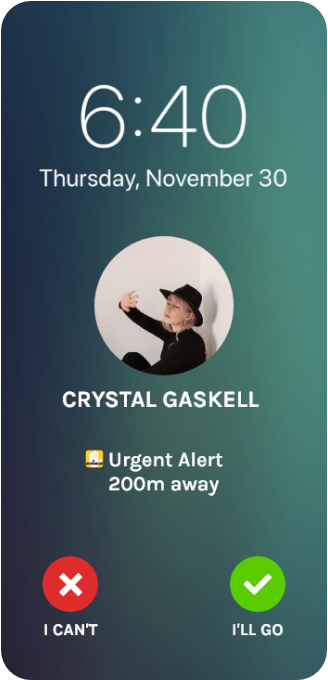 6:40
Thursday, November 30
CRYSTAL GASKELL
Urgent Alert
200m away
I CAN'T
I'LL GO